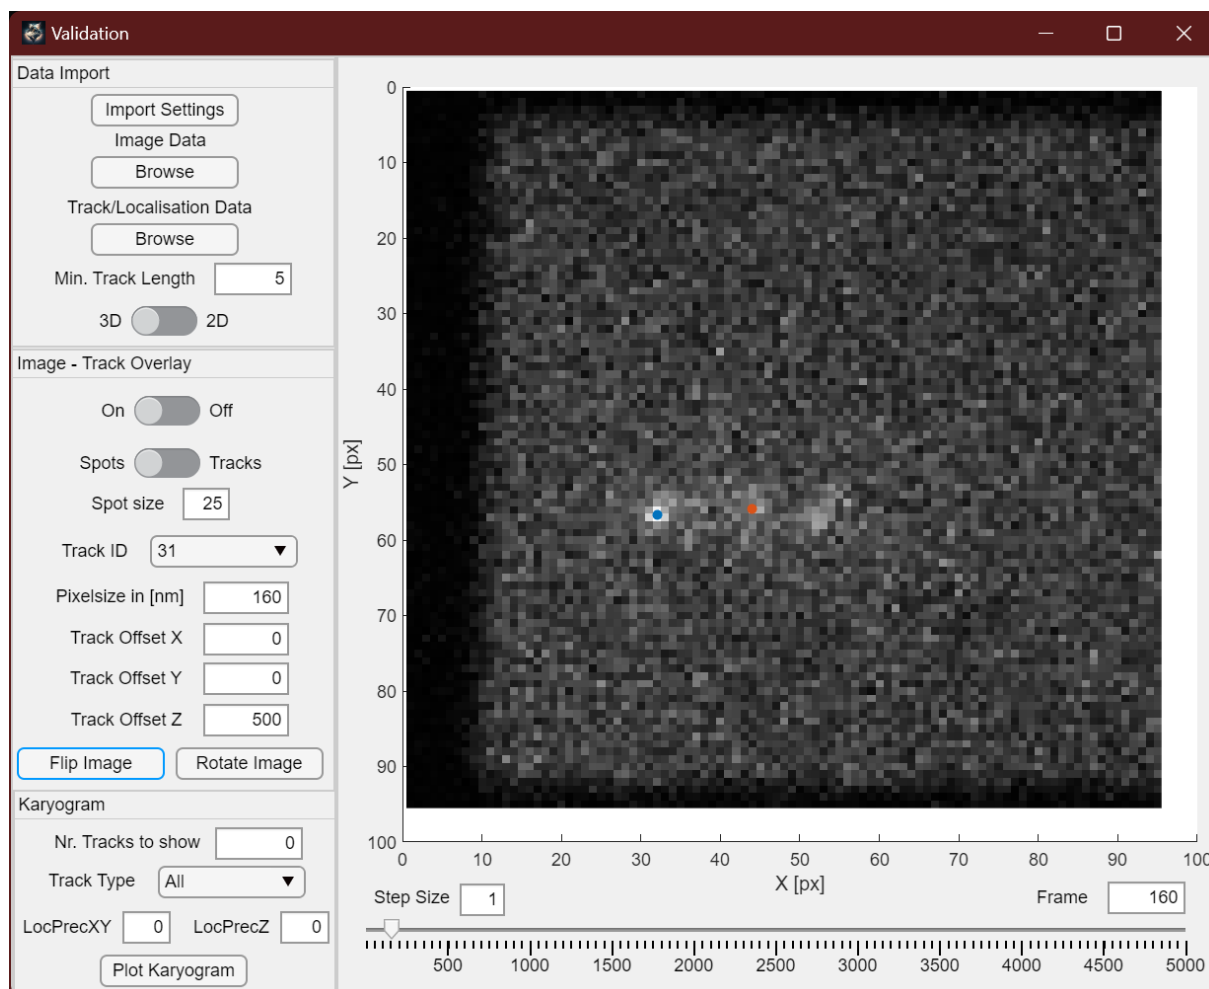 Validation
Data Import
Import Settings
Image Data
Browse
Track/Localisation Data
Browse
Min. Track Length 5
3D 2D
Image - Track Overlay
On Off
Spots Tracks
Spot size 25
Track ID 31
Pixelsize in [nm] 160
Track Offset X 0
Track Offset Y 0
Track Offset Z 500
Flip Image Rotate Image
Karyogram
Nr. Tracks to show 0
Track Type All
LocPrecXY 0 LocPrecZ 0
Plot Karyogram
0
10
20
30
40
50
60
70
80
90
100
Y [px]
0 10 20 30 40 50 60 70 80 90 100
X [px]
Step Size 1
Frame 160
500 1000 1500 2000 2500 3000 3500 4000 4500 5000